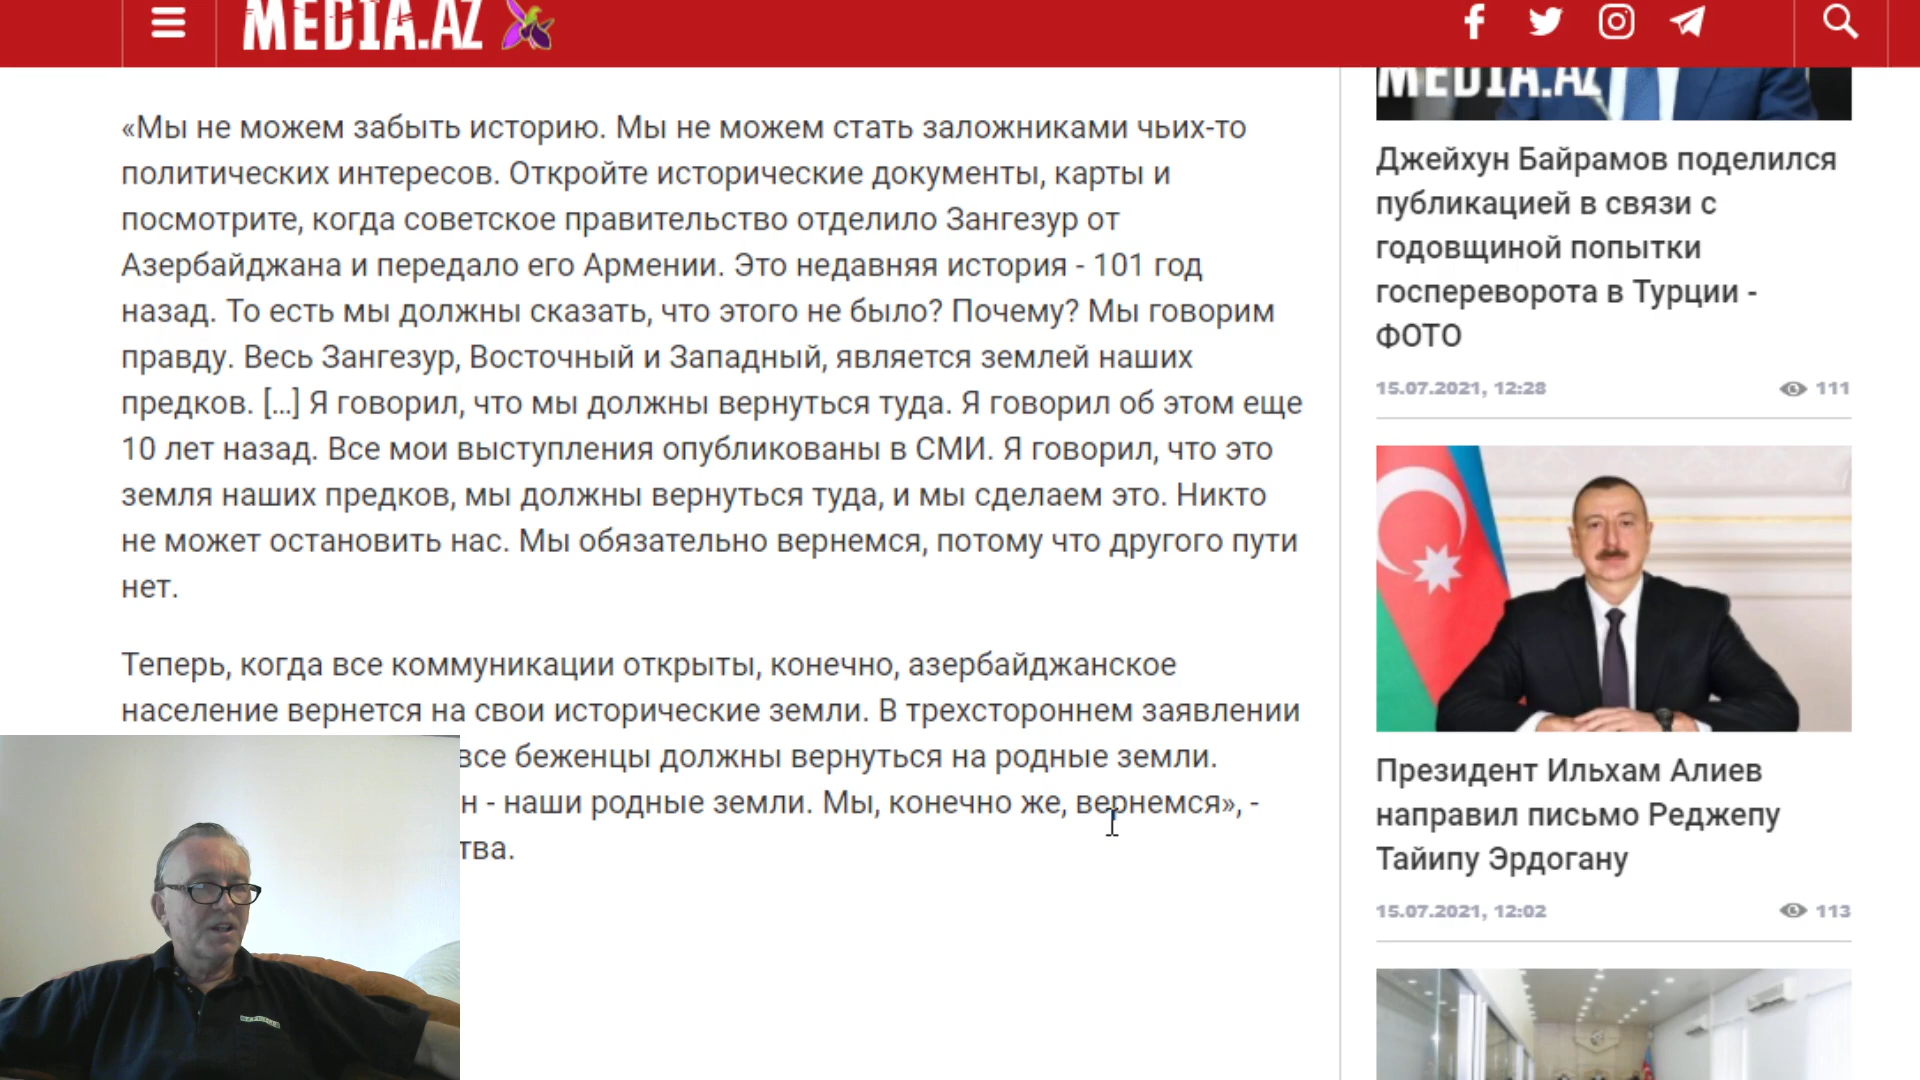 MEDIA.AZ
«Мы не можем забыть историю. Мы не можем стать заложниками чьих-то
политических интересов. Откройте исторические документы, карты и
посмотрите, когда советское правительство отделило Зангезур от
Азербайджана и передало его Армении. Это недавняя история - 101 год
назад. То есть мы должны сказать, что этого не было? Почему? Мы говорим
правду. Весь Зангезур, Восточный и Западный, является землей наших
предков. [...] Я говорил, что мы должны вернуться туда. Я говорил об этом еще
10 лет назад. Все мои выступления опубликованы в СМИ. Я говорил, что это
земля наших предков, мы должны вернуться туда, и мы сделаем это. Никто
не может остановить нас. Мы обязательно вернемся, потому что другого пути
нет.
Теперь, когда все коммуникации открыты, конечно, азербайджанское
население вернется на свои исторические земли. В трехстороннем заявлении
все беженцы должны вернуться на родные земли.
н - наши родные земли. Мы, конечно же, вернемся», -
тва.
MEDIA.AZ
Джейхун Байрамов поделился
публикацией в связи с
годовщиной попытки
госпереворота в Турции -
ФОТО
15.07.2021, 12:28 111
Президент Ильхам Алиев
направил письмо Реджепу
Тайипу Эрдогану
15.07.2021, 12:02 113